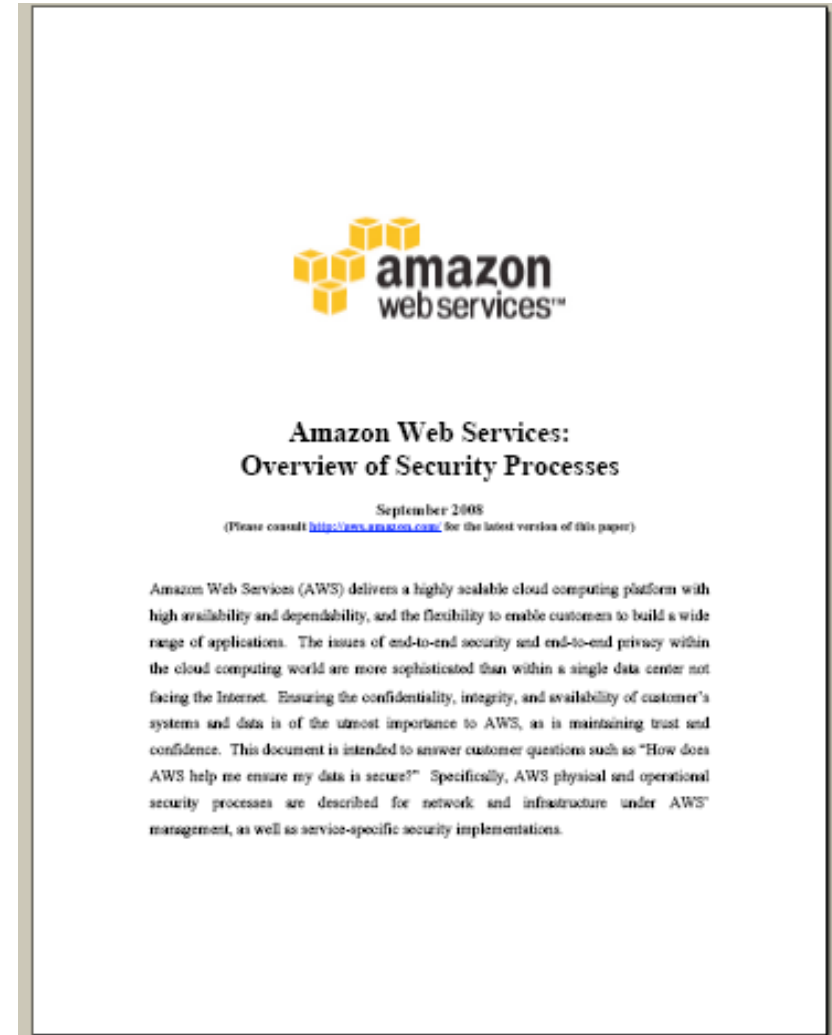 amazon
webservices™
Amazon Web Services:
Overview of Security Processes
September 2008
(Please consult http://aws.amazon.com/ for the latest version of this paper)
Amazon Web Services (AWS) delivers a highly scalable cloud computing platform with
high availability and dependability, and the flexibility to enable customers to build a wide
range of applications.  The issues of end-to-end security and end-to-end privacy within
the cloud computing world are more sophisticated than within a single data center not
facing the Internet.  Ensuring the confidentiality, integrity, and availability of customer's
systems and data is of the utmost importance to AWS, as is maintaining trust and
confidence.  This document is intended to answer customer questions such as "How does
AWS help me ensure my data is secure?"  Specifically, AWS physical and operational
security processes are described for network and infrastructure under AWS'
management, as well as service-specific security implementations.